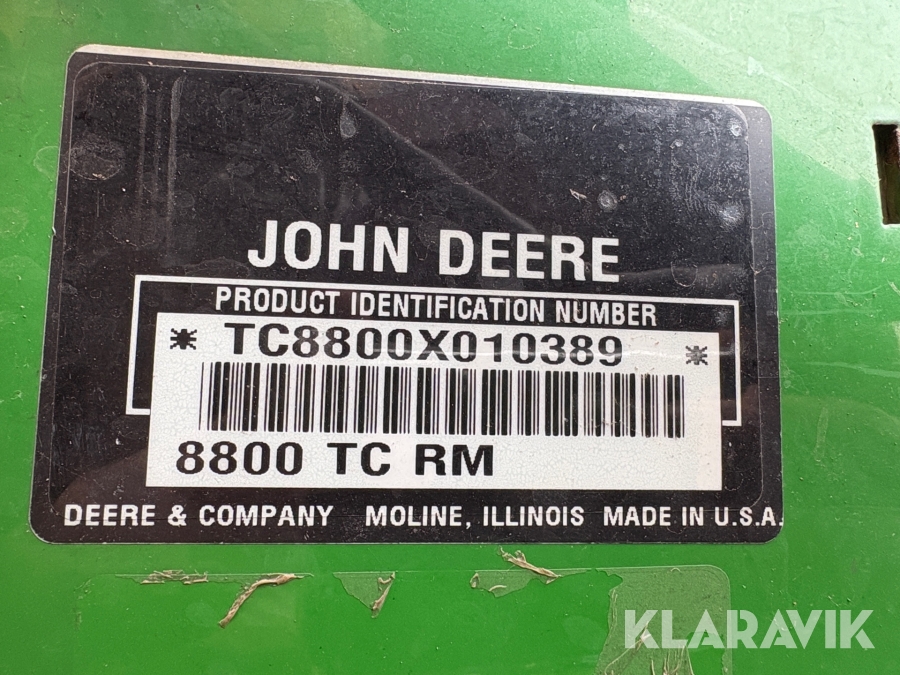 JOHN DEERE
PRODUCT IDENTIFICATION NUMBER
* TC8800X010389 *
8800 TC RM
DEERE & COMPANY MOLINE, ILLINOIS MADE IN U.S.A.
KLARAVIK